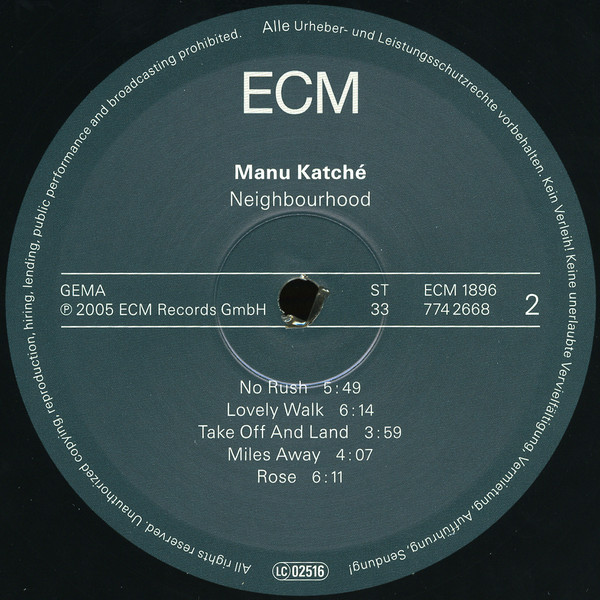 Alle Urheber- und Leistungsschutzrechte vorbehalten. Kein Verleih! Keine unerlaubte Vervielfältigung, Vermietung, Aufführung, Sendung!
ECM
Manu Katché
Neighbourhood
GEMA ST ECM 1896
℗ 2005 ECM Records GmbH 33 774 2668 2
No Rush 5:49
Lovely Walk 6:14
Take Off And Land 3:59
Miles Away 4:07
Rose 6:11
All rights reserved. Unauthorized copying, reproduction, hiring, lending, public performance and broadcasting prohibited.
LC 02516